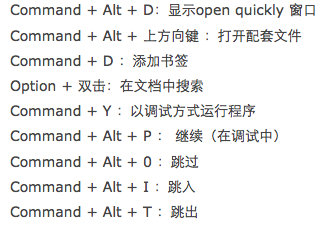 Command + Alt + D：显示open quickly 窗口
Command + Alt + 上方向键 ：打开配套文件
Command + D ：添加书签
Option + 双击：在文档中搜索
Command + Y ：以调试方式运行程序
Command + Alt + P ： 继续（在调试中）
Command + Alt + 0 ：跳过
Command + Alt + I ：跳入
Command + Alt + T ：跳出